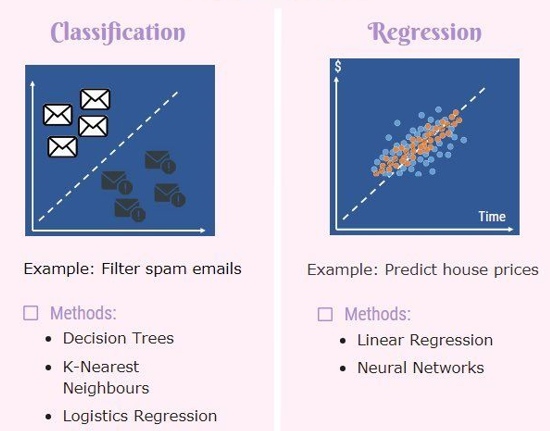 Classification
Example: Filter spam emails
Methods:
• Decision Trees
• K-Nearest
Neighbours
• Logistics Regression
Regression
$
Time
Example: Predict house prices
Methods:
• Linear Regression
• Neural Networks